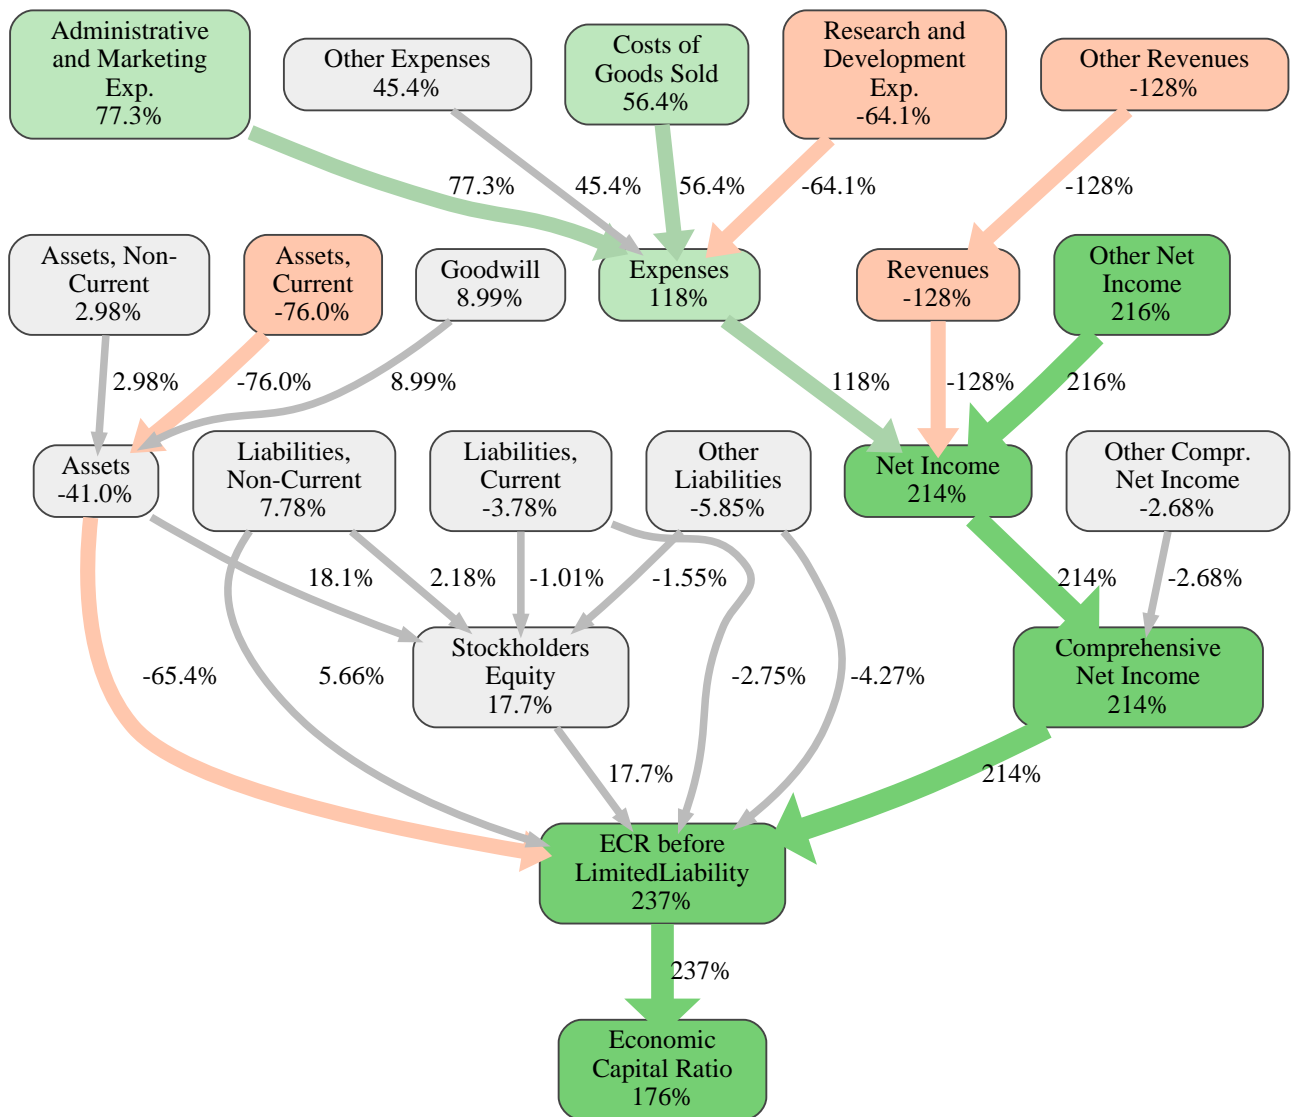 Administrative
and Marketing
Exp.
77.3%
Other Expenses
45.4%
Costs of
Goods Sold
56.4%
Research and
Development
Exp.
-64.1%
Other Revenues
-128%
77.3%
45.4%
56.4%
-64.1%
-128%
Assets, Non-
Current
2.98%
Assets,
Current
-76.0%
Goodwill
8.99%
Expenses
118%
Revenues
-128%
Other Net
Income
216%
2.98%
-76.0%
8.99%
118%
-128%
216%
Assets
-41.0%
Liabilities,
Non-Current
7.78%
Liabilities,
Current
-3.78%
Other
Liabilities
-5.85%
Net Income
214%
Other Compr.
Net Income
-2.68%
18.1%
2.18%
-1.01%
-1.55%
214%
-2.68%
-65.4%
5.66%
Stockholders
Equity
17.7%
-2.75%
-4.27%
Comprehensive
Net Income
214%
17.7%
214%
ECR before
LimitedLiability
237%
237%
Economic
Capital Ratio
176%